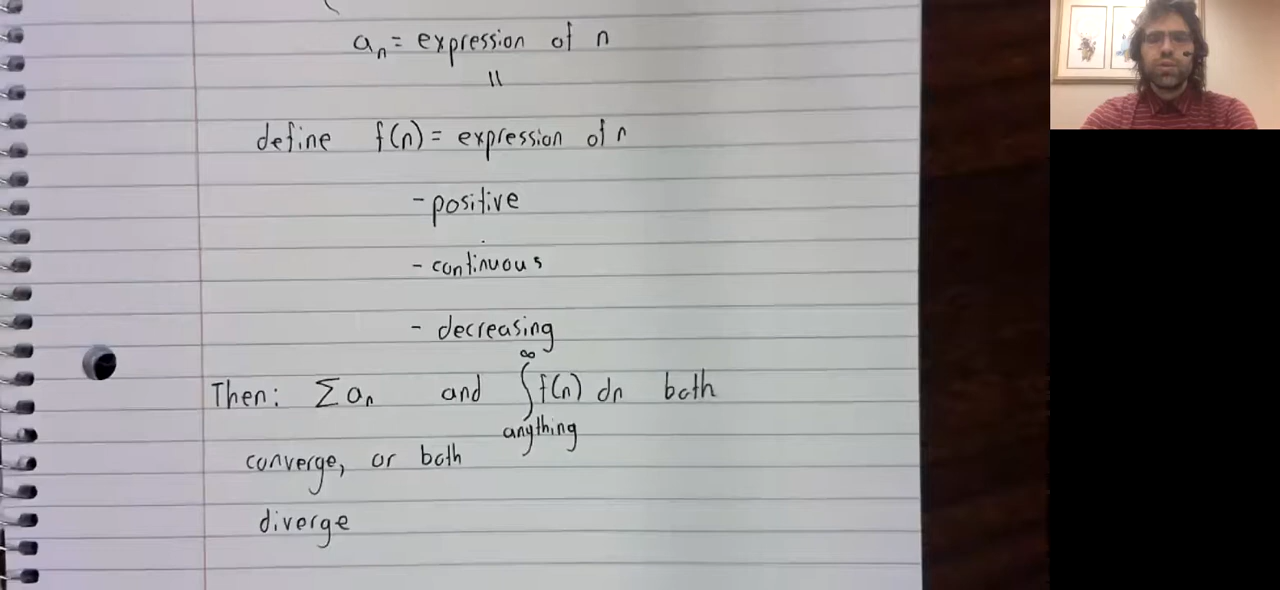 aₙ = expression of n
||
define f(n) = expression of n
- positive
- continuous
- decreasing
Then: Σ aₙ and ∫ f(n) dn both
∞
anything
converge, or both
diverge